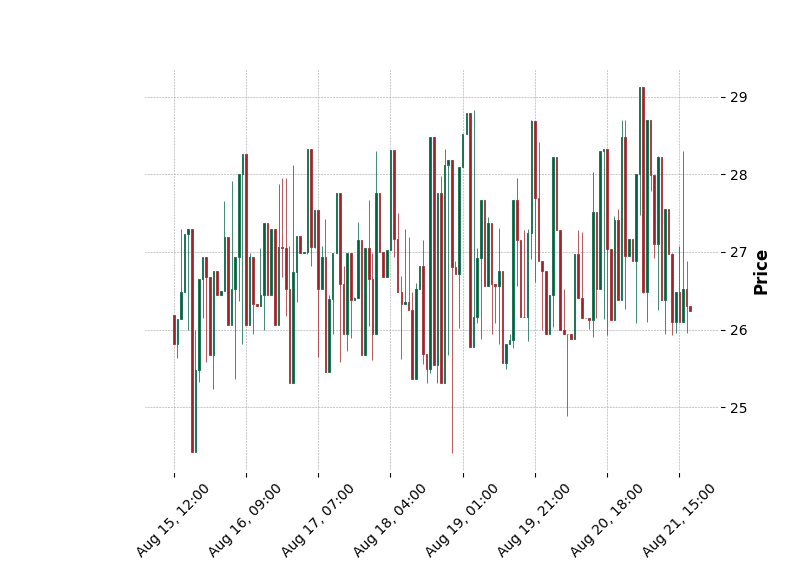 29
28
27
26
25
Price
Aug 15, 12:00
Aug 16, 09:00
Aug 17, 07:00
Aug 18, 04:00
Aug 19, 01:00
Aug 19, 21:00
Aug 20, 18:00
Aug 21, 15:00